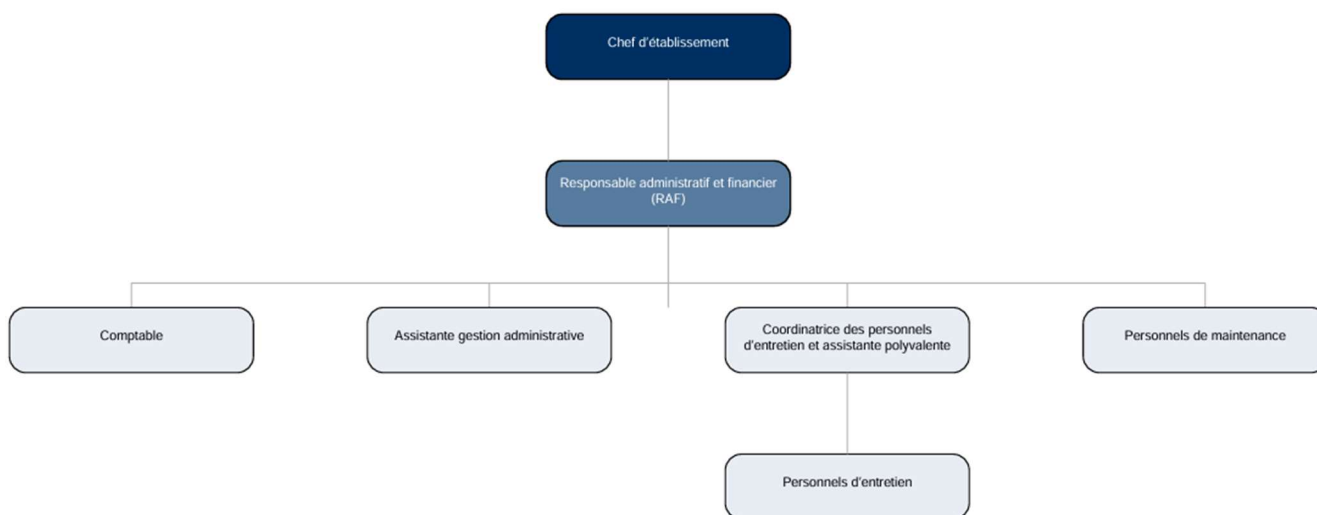 Chef d’établissement
Responsable administratif et financier
(RAF)
Comptable
Assistante gestion administrative
Coordinatrice des personnels
d’entretien et assistante polyvalente
Personnels de maintenance
Personnels d’entretien